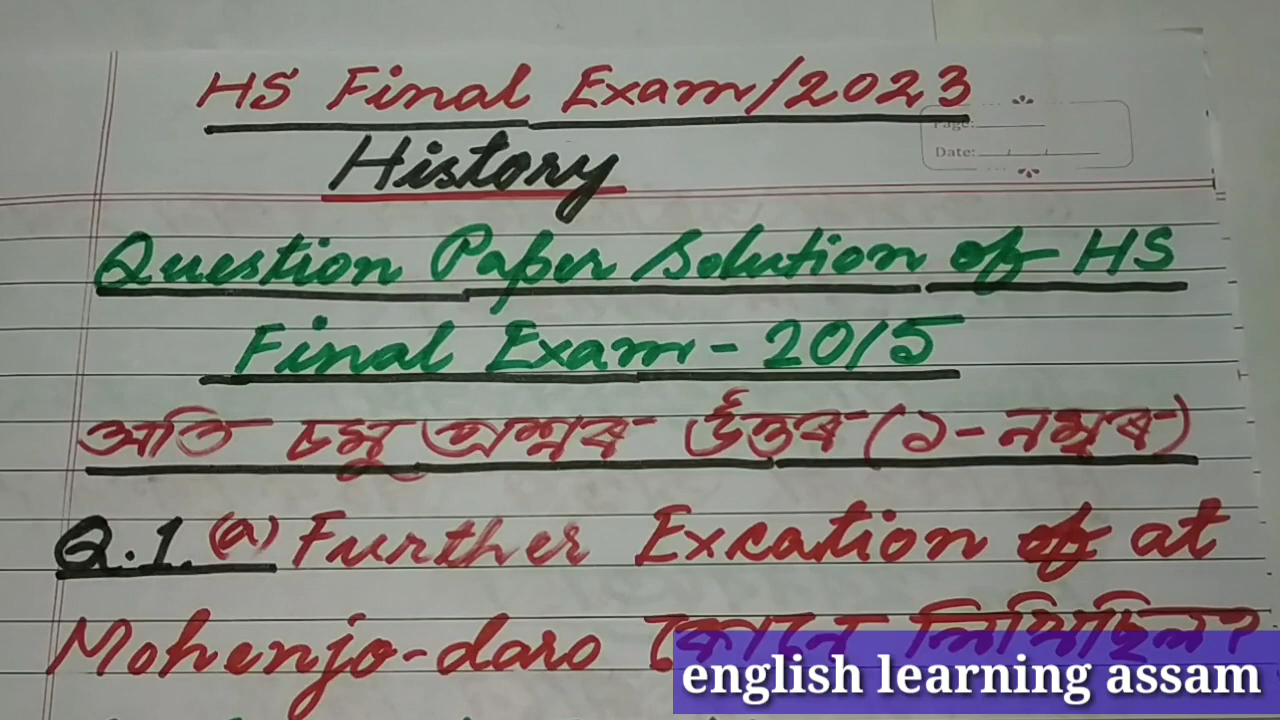 HS Final Exam/2023
Page:
History
Date:
Question Paper Solution of HS
Final Exam - 2015
অতি চমু প্ৰশ্নৰ উত্তৰ (১- নম্বৰ)
Q.1. (a) Further Excation of at
Mohenjo-daro কোনে লিখিছিল?
english learning assam